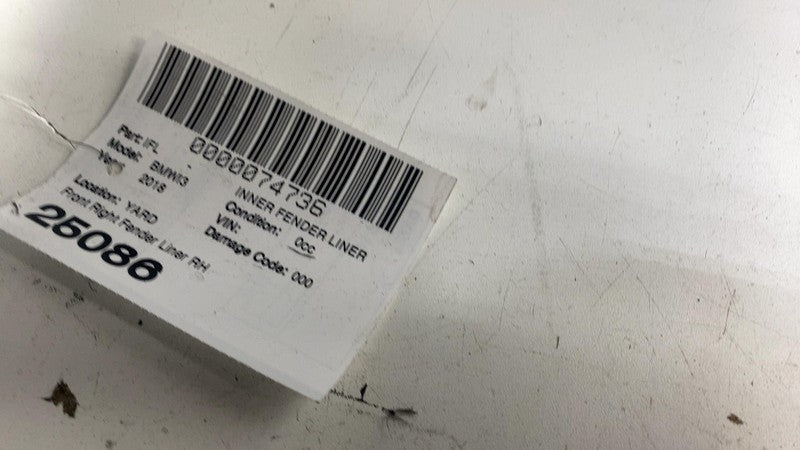 0000074736
Part: IFL INNER FENDER LINER
Model: BMWI3 Condition: 0cc
Year: 2018 VIN:
Location: YARD Damage Code: 000
Front Right Fender Liner RH
25086